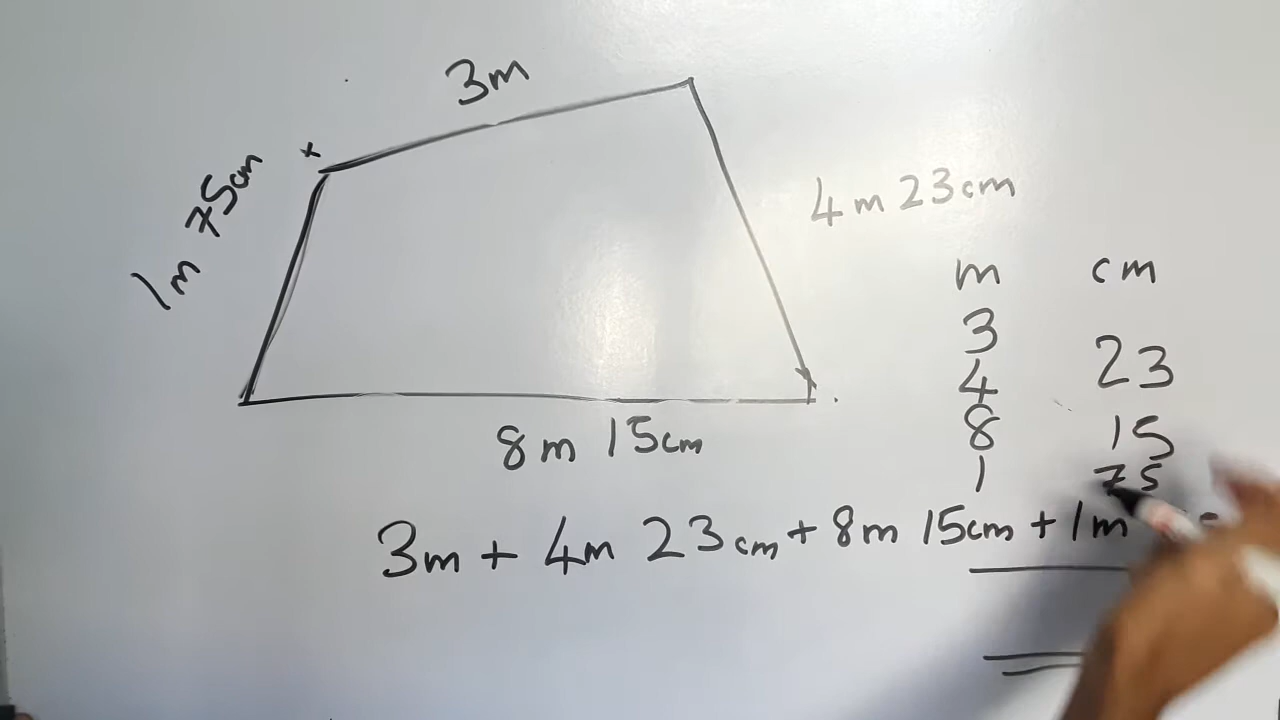 3m
1m 75cm
4m 23cm
8m 15cm
m cm
3
4 23
8 15
1 75
3m + 4m 23cm + 8m 15cm + 1m